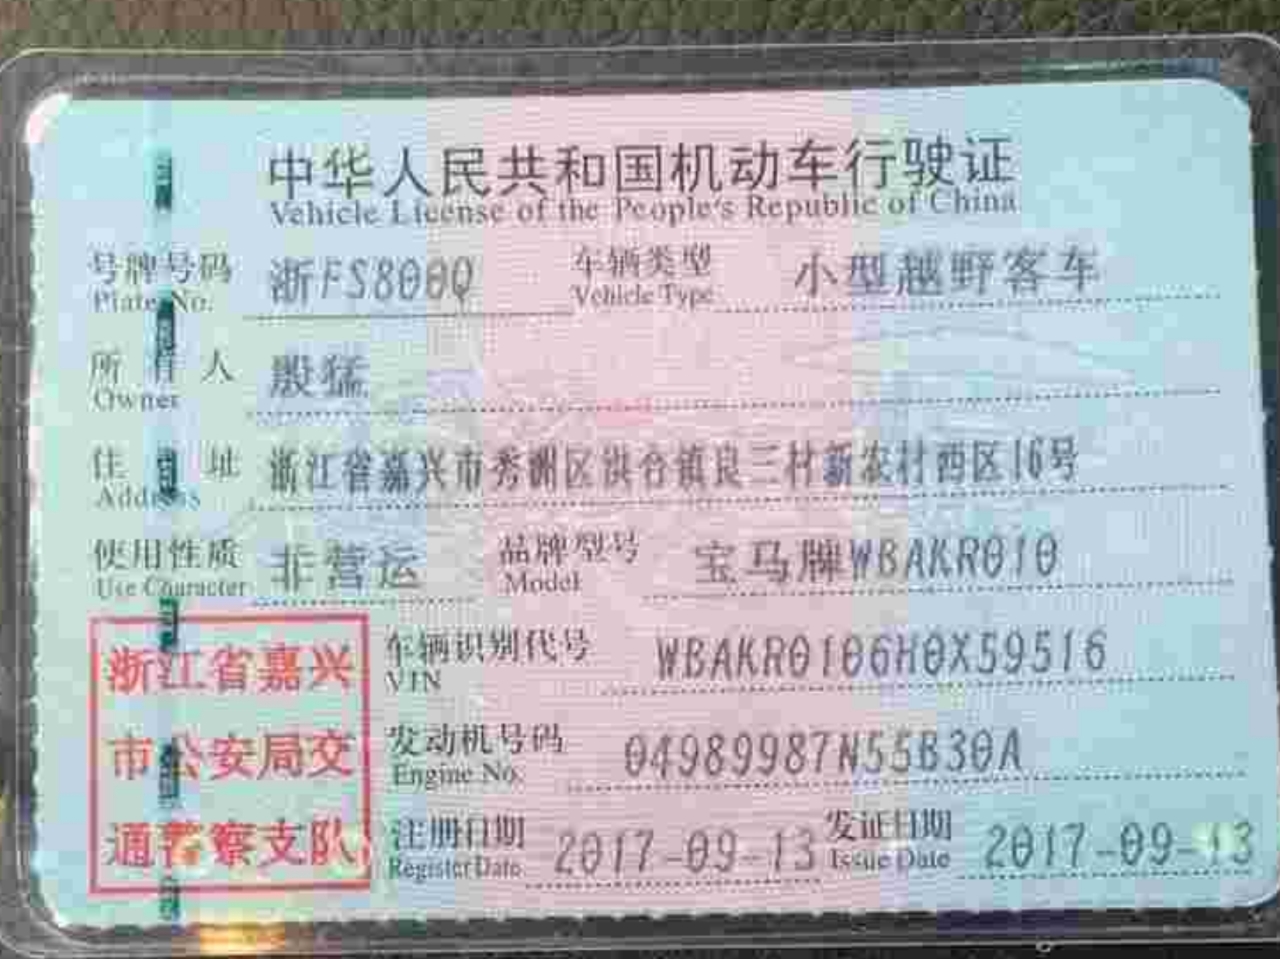 中华人民共和国机动车行驶证
Vehicle License of the People's Republic of China
号牌号码 浙FS800Q 车辆类型 小型越野客车
Plate No. Vehicle Type
所有人 殷猛
Owner
住址 浙江省嘉兴市秀洲区洪合镇良三村新农村西区16号
Address
使用性质 非营运 品牌型号 宝马牌WBAKR010
Use Character Model
浙江省嘉兴
市公安局交
通警察支队
车辆识别代号 WBAKR0106H0X59516
VIN
发动机号码 04989987N55B30A
Engine No.
注册日期 2017-09-13 发证日期 2017-09-13
Register Date Issue Date